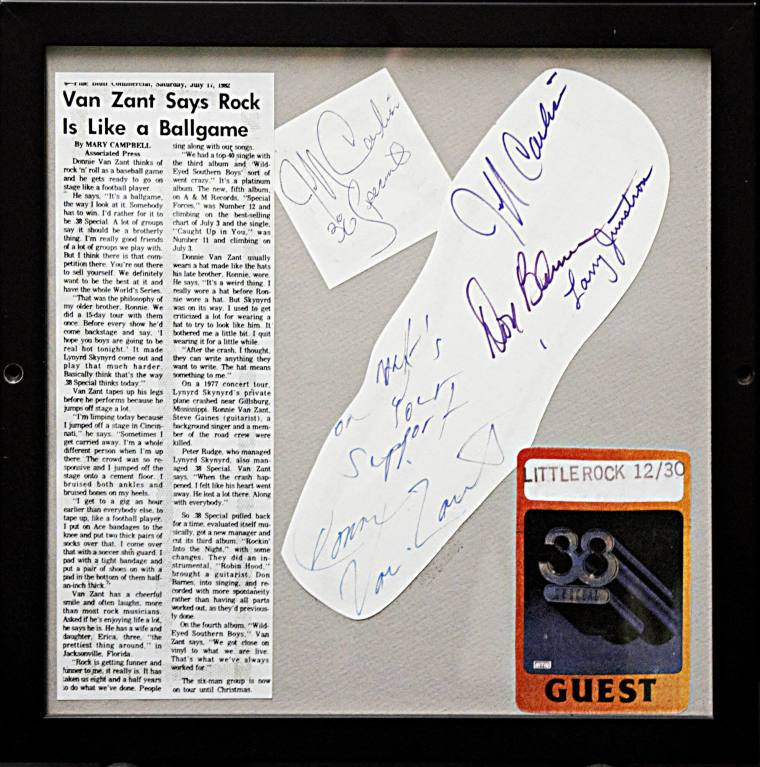 Pine Bluff Commercial, Saturday, July 17, 1982
Van Zant Says Rock
Is Like a Ballgame
By MARY CAMPBELL
Associated Press
Donnie Van Zant thinks of
rock 'n' roll as a baseball game
and he gets ready to go on
stage like a football player.
He says, "It's a ballgame,
the way I look at it. Somebody
has to win. I'd rather for it to
be .38 Special. A lot of groups
say it should be a brotherly
thing. I'm really good friends
of a lot of groups we play with.
But I think there is that com-
petition there. You're out there
to sell yourself. We definitely
want to be the best at it and
have the whole World's Series.
"That was the philosophy of
my older brother, Ronnie. We
did a 15-day tour with them
once. Before every show he'd
come backstage and say, 'I
hope you boys are going to be
real hot tonight.' It made
Lynyrd Skynyrd come out and
play that much harder.
Basically think that's the way
.38 Special thinks today."
Van Zant tapes up his legs
before he performs because he
jumps off stage a lot.
"I'm limping today because
I jumped off a stage in Cincin-
nati," he says. "Sometimes I
get carried away. I'm a whole
different person when I'm up
there. The crowd was so re-
sponsive and I jumped off the
stage onto a cement floor. I
bruised both ankles and
bruised bones on my heels.
"I get to a gig an hour
earlier than everybody else, to
tape up, like a football player.
I put on Ace bandages to the
knee and put two thick pairs of
socks over that. I come over
that with a soccer shin guard. I
pad with a tight bandage and
put a pair of shoes on with a
pad in the bottom of them half-
an-inch thick."
Van Zant has a cheerful
smile and often laughs, more
than most rock musicians.
Asked if he's enjoying life a lot,
he says he is. He has a wife and
daughter, Erica, three, "the
prettiest thing around," in
Jacksonville, Florida.
"Rock is getting funner and
funner to me, it really is. It has
taken us eight and a half years
to do what we've done. People
sing along with our songs.
"We had a top-40 single with
the third album and 'Wild-
Eyed Southern Boys' sort of
went crazy." It's a platinum
album. The new, fifth album,
on A & M Records, "Special
Forces," was Number 12 and
climbing on the best-selling
chart of July 3 and the single,
"Caught Up in You," was
Number 11 and climbing on
July 3.
Donnie Van Zant usually
wears a hat made like the hats
his late brother, Ronnie, wore.
He says, "It's a weird thing. I
really wore a hat before Ron-
nie wore a hat. But Skynyrd
was on its way. I used to get
criticized a lot for wearing a
hat to try to look like him. It
bothered me a little bit. I quit
wearing it for a little while.
"After the crash, I thought,
they can write anything they
want to write. The hat means
something to me."
On a 1977 concert tour,
Lynyrd Skynyrd's private
plane crashed near Gillsburg,
Mississippi. Ronnie Van Zant,
Steve Gaines (guitarist), a
background singer and a mem-
ber of the road crew were
killed.
Peter Rudge, who managed
Lynyrd Skynyrd, also man-
aged .38 Special. Van Zant
says, "When the crash hap-
pened, I felt like his heart went
away. He lost a lot there. Along
with everybody."
So .38 Special pulled back
for a time, evaluated itself mu-
sically, got a new manager and
cut its third album, "Rockin'
Into the Night," with some
changes. They did an in-
strumental, "Robin Hood,"
brought a guitarist, Don
Barnes, into singing, and re-
corded with more spontaneity
rather than having all parts
worked out, as they'd previous-
ly done.
On the fourth album, "Wild-
Eyed Southern Boys," Van
Zant says, "We got close on
vinyl to what we are live.
That's what we've always
worked for."
The six-man group is now
on tour until Christmas.
Jeff Carlisi
38 Special
Jeff Carlisi
Don Barnes
Larry Junstrom
Your
Support
Donnie
Van Zant
LITTLE ROCK 12/30
38
SPECIAL
GUEST